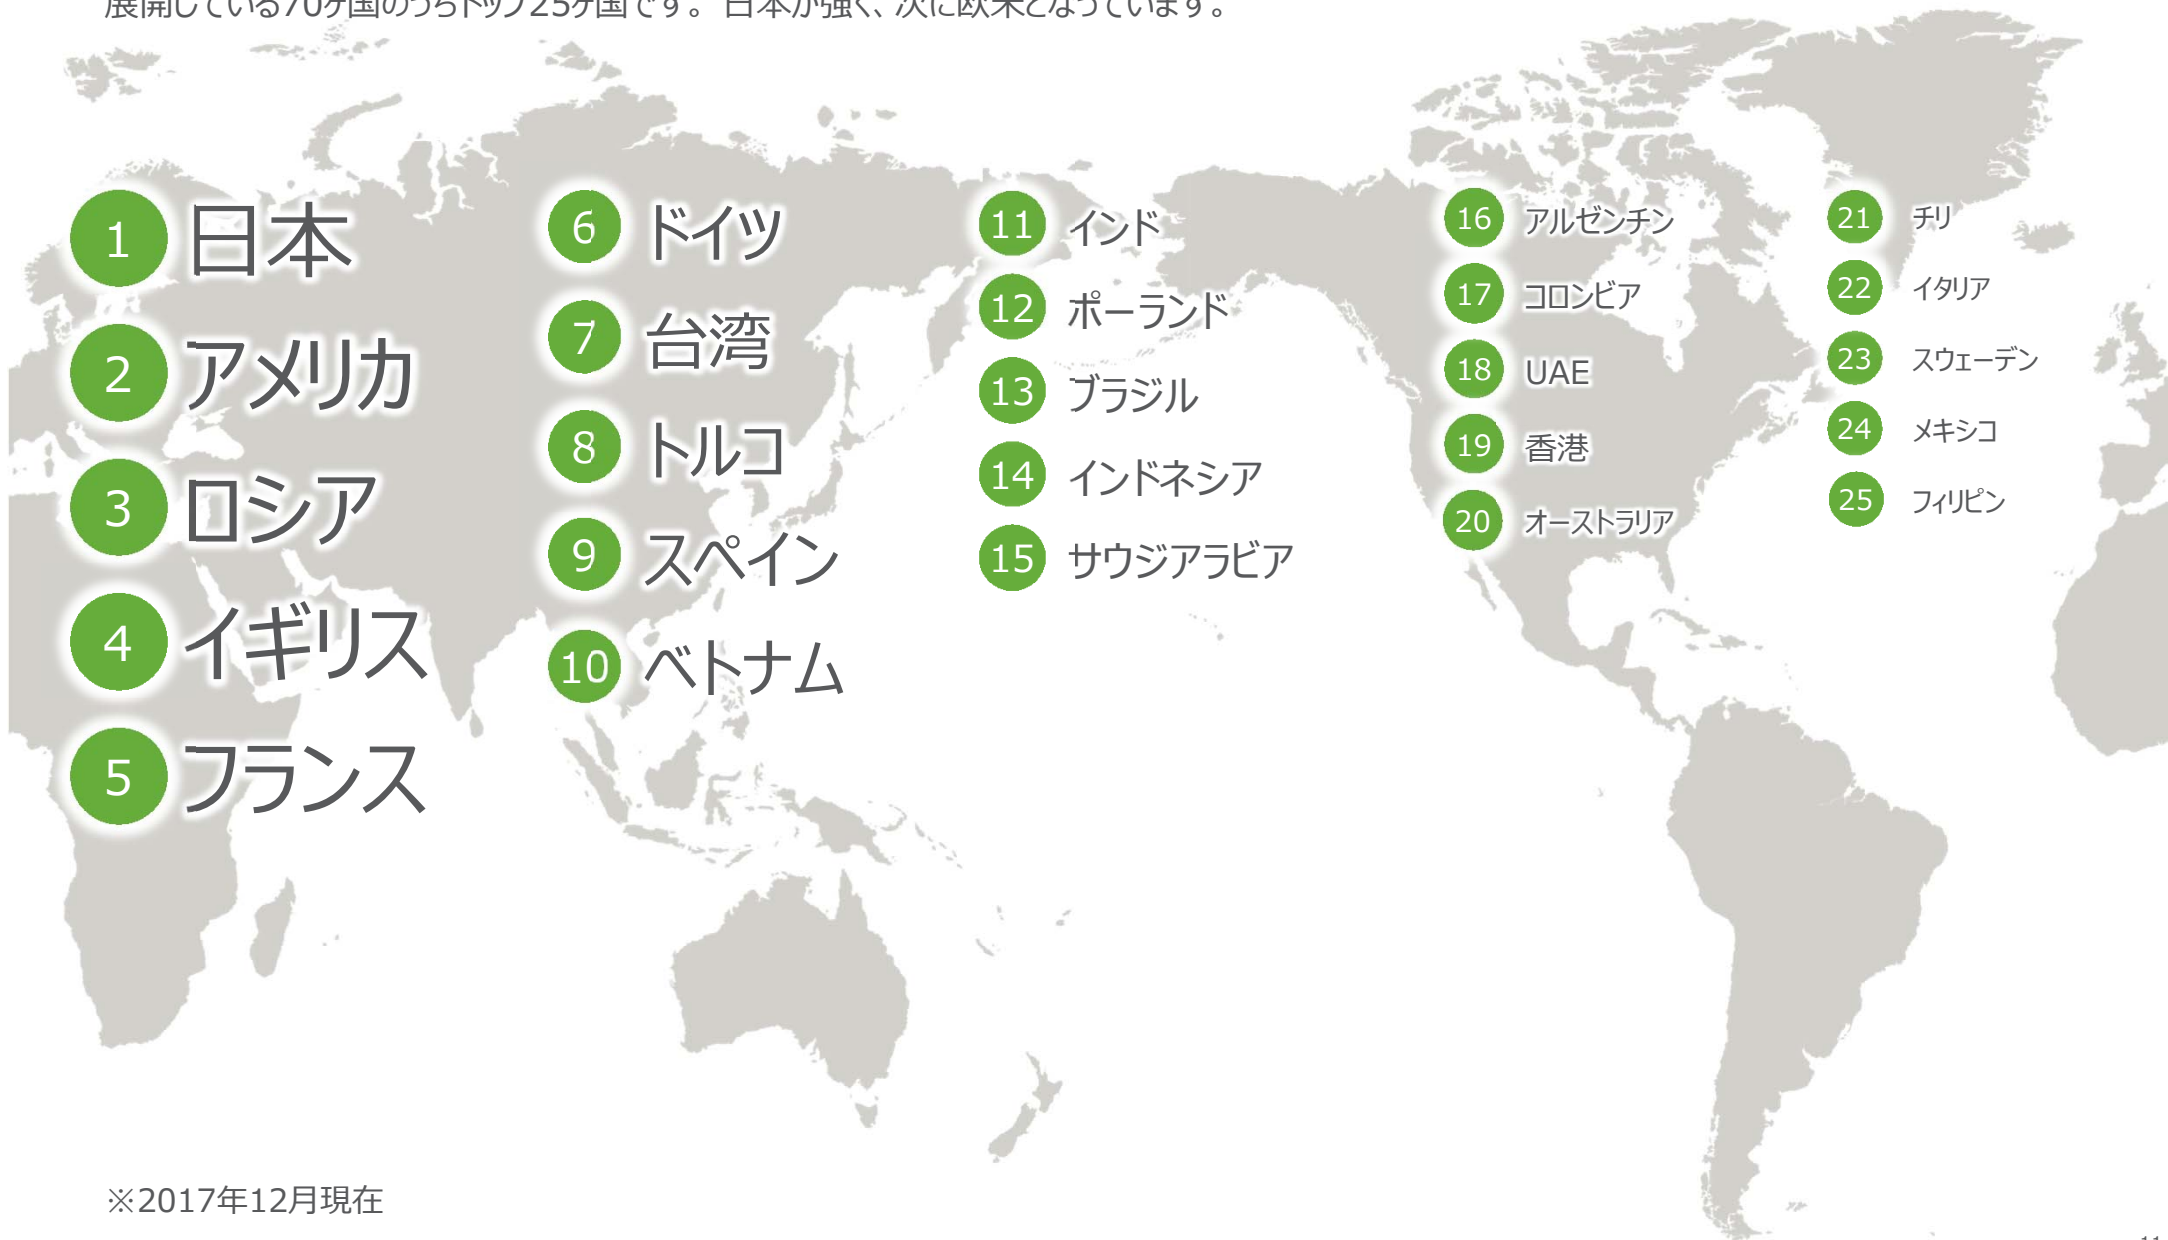 展開している70ヶ国のうちトップ25ヶ国です。 日本が強く、次に欧米となっています。
1 日本
2 アメリカ
3 ロシア
4 イギリス
5 フランス
6 ドイツ
7 台湾
8 トルコ
9 スペイン
10 ベトナム
11 インド
12 ポーランド
13 ブラジル
14 インドネシア
15 サウジアラビア
16 アルゼンチン
17 コロンビア
18 UAE
19 香港
20 オーストラリア
21 チリ
22 イタリア
23 スウェーデン
24 メキシコ
25 フィリピン
※2017年12月現在